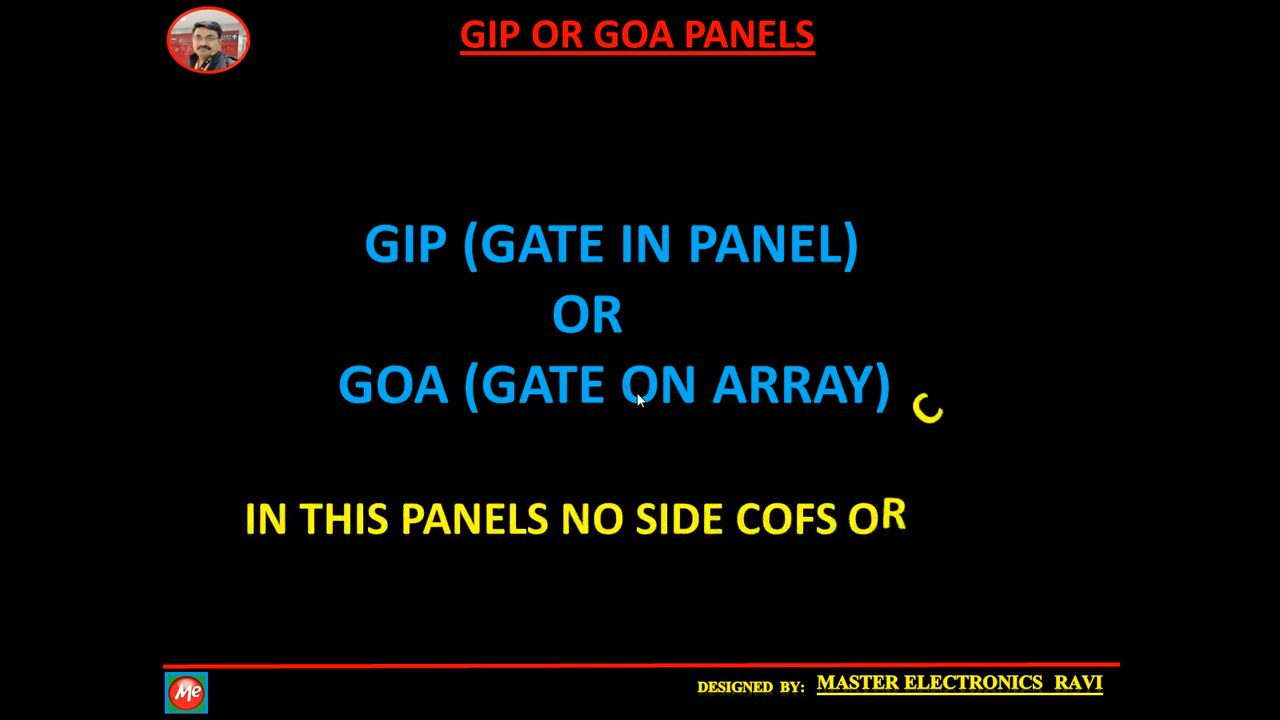 GIP OR GOA PANELS
GIP (GATE IN PANEL)
OR
GOA (GATE ON ARRAY)
IN THIS PANELS NO SIDE COFS OR C
Me
DESIGNED BY: MASTER ELECTRONICS RAVI